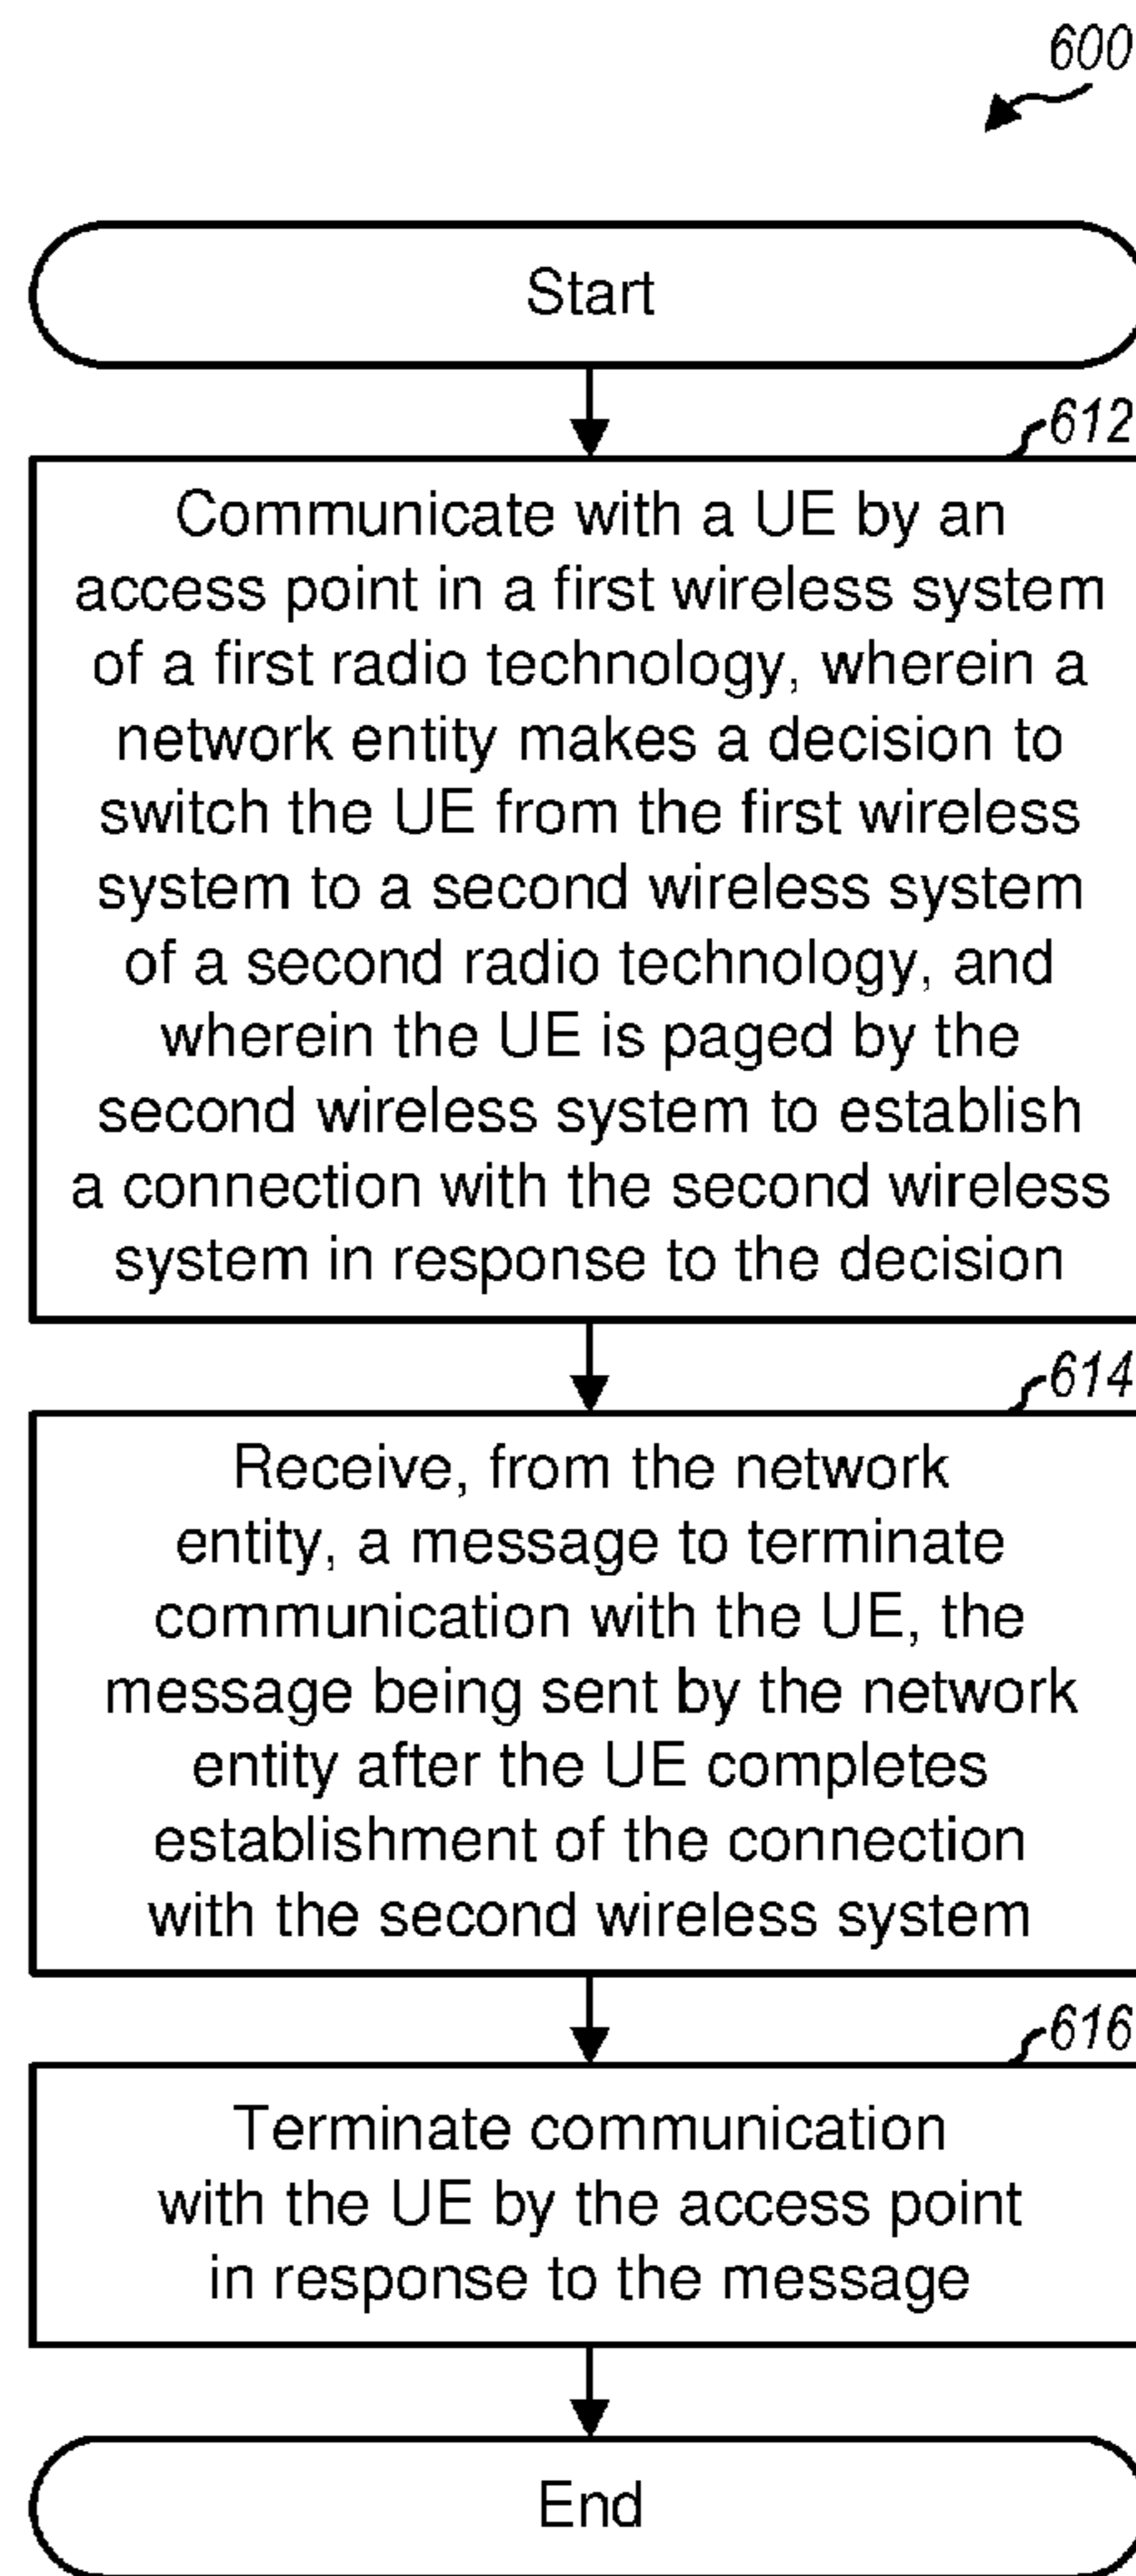 600
Start
612
Communicate with a UE by an
access point in a first wireless system
of a first radio technology, wherein a
network entity makes a decision to
switch the UE from the first wireless
system to a second wireless system
of a second radio technology, and
wherein the UE is paged by the
second wireless system to establish
a connection with the second wireless
system in response to the decision
614
Receive, from the network
entity, a message to terminate
communication with the UE, the
message being sent by the network
entity after the UE completes
establishment of the connection
with the second wireless system
616
Terminate communication
with the UE by the access point
in response to the message
End